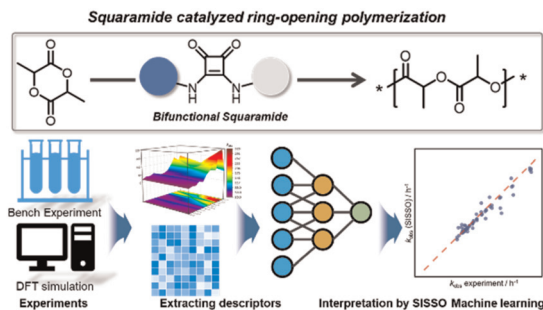 Squaramide catalyzed ring-opening polymerization
O
O
O
O
O
O
N
H
N
H
Bifunctional Squaramide
*
O
O
O
O
*
Bench Experiment
DFT simulation
Experiments
Extracting descriptors
Interpretation by SISSO Machine learning
k_obs (SISSO) / h⁻¹
k_obs experiment / h⁻¹